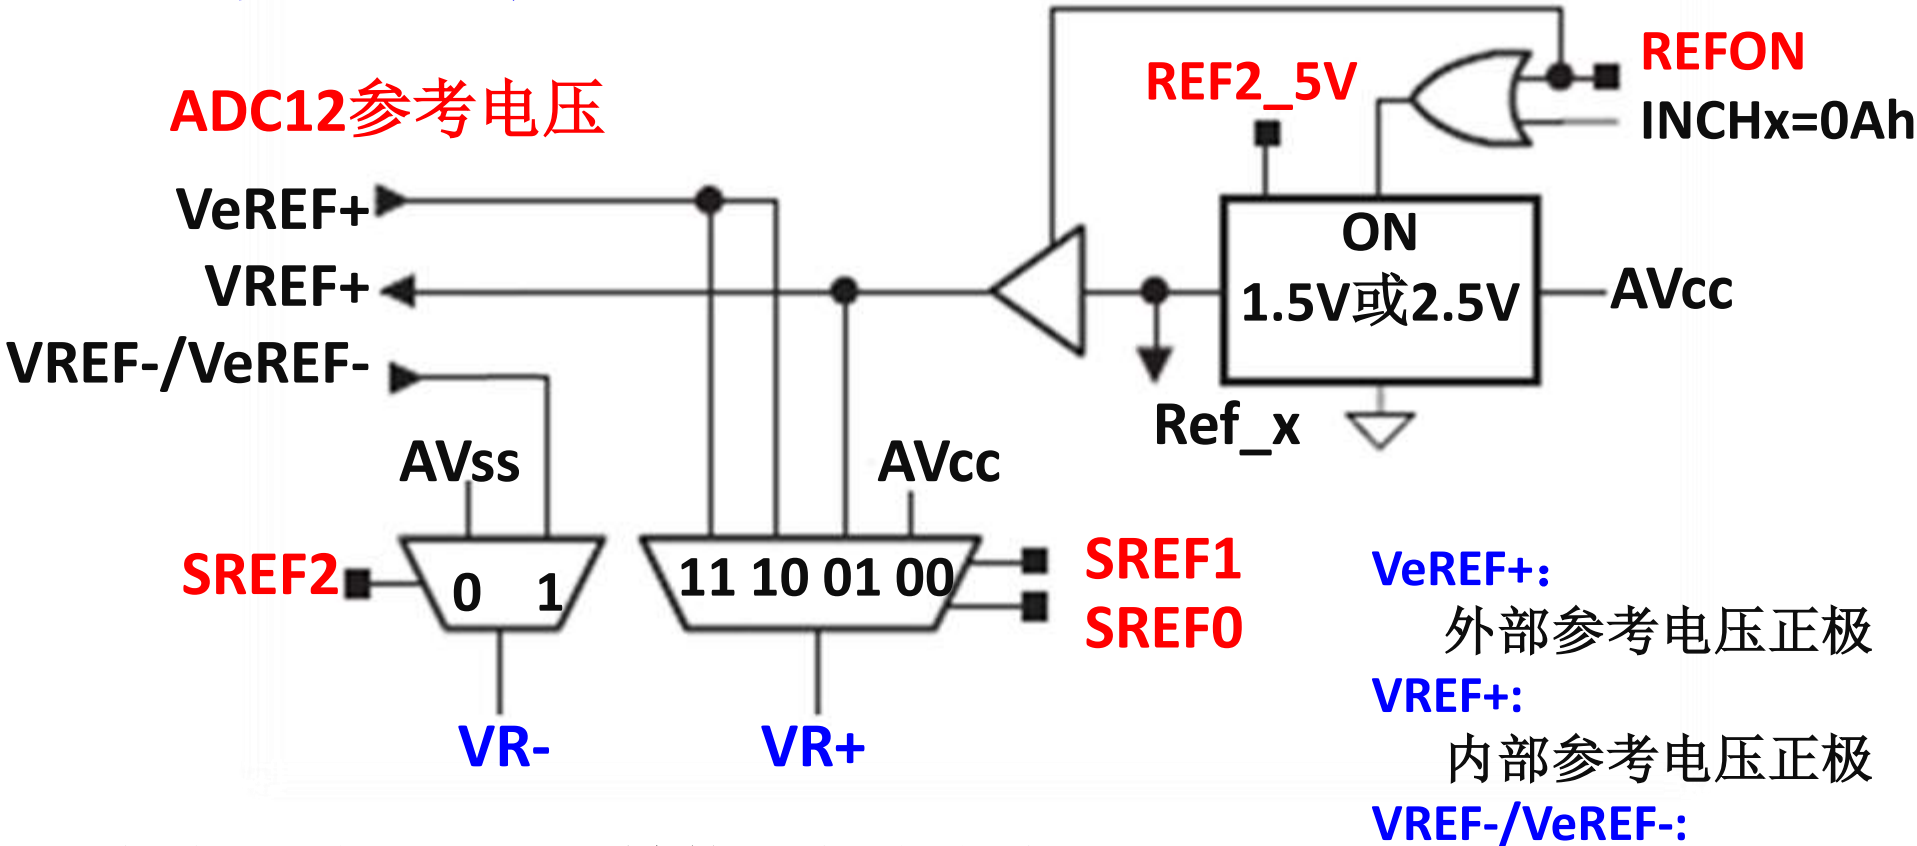 REFON
REF2_5V
ADC12参考电压
INCHx=0Ah
VeREF+
ON
VREF+
1.5V或2.5V
AVcc
VREF-/VeREF-
Ref_x
AVss
AVcc
SREF2
0 1
11 10 01 00
SREF1
SREF0
VR-
VR+
VeREF+：
外部参考电压正极
VREF+:
内部参考电压正极
VREF-/VeREF-: